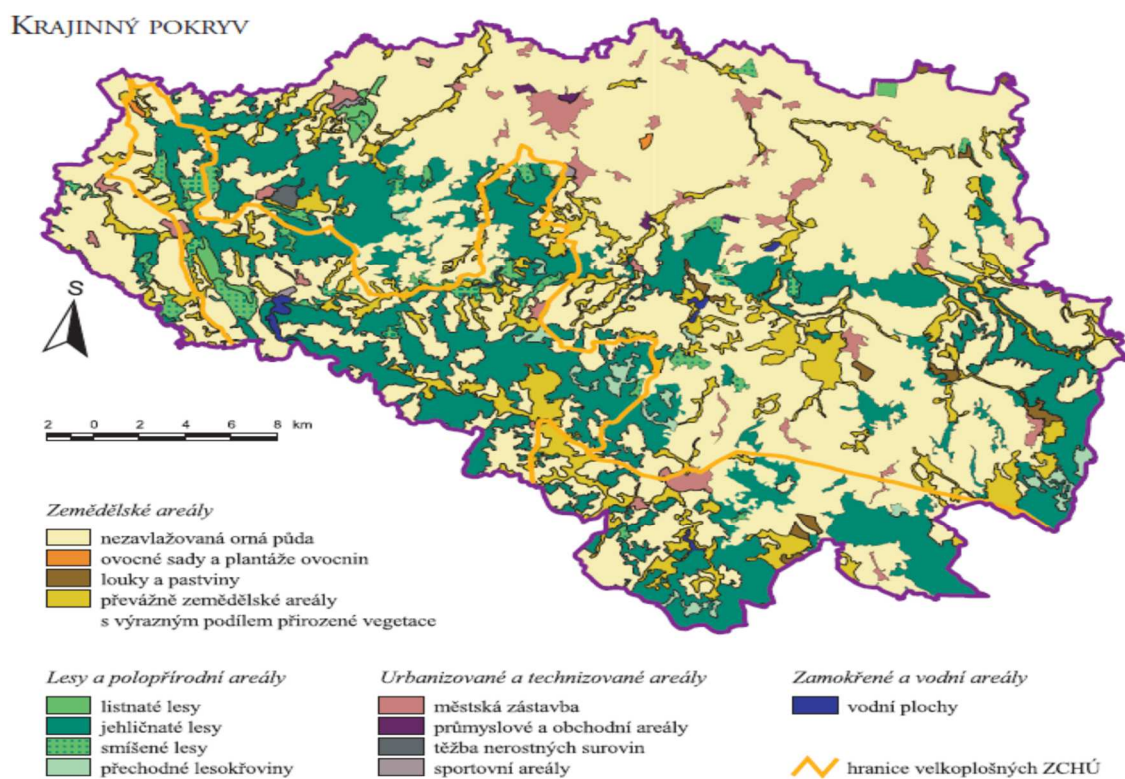 KRAJINNÝ POKRYV
S
2 0 2 4 6 8 km
Zemědělské areály
nezavlažovaná orná půda
ovocné sady a plantáže ovocnin
louky a pastviny
převážně zemědělské areály
s výrazným podílem přirozené vegetace
Lesy a polopřírodní areály
listnaté lesy
jehličnaté lesy
smíšené lesy
přechodné lesokřoviny
Urbanizované a technizované areály
městská zástavba
průmyslové a obchodní areály
těžba nerostných surovin
sportovní areály
Zamokřené a vodní areály
vodní plochy
hranice velkoplošných ZCHÚ